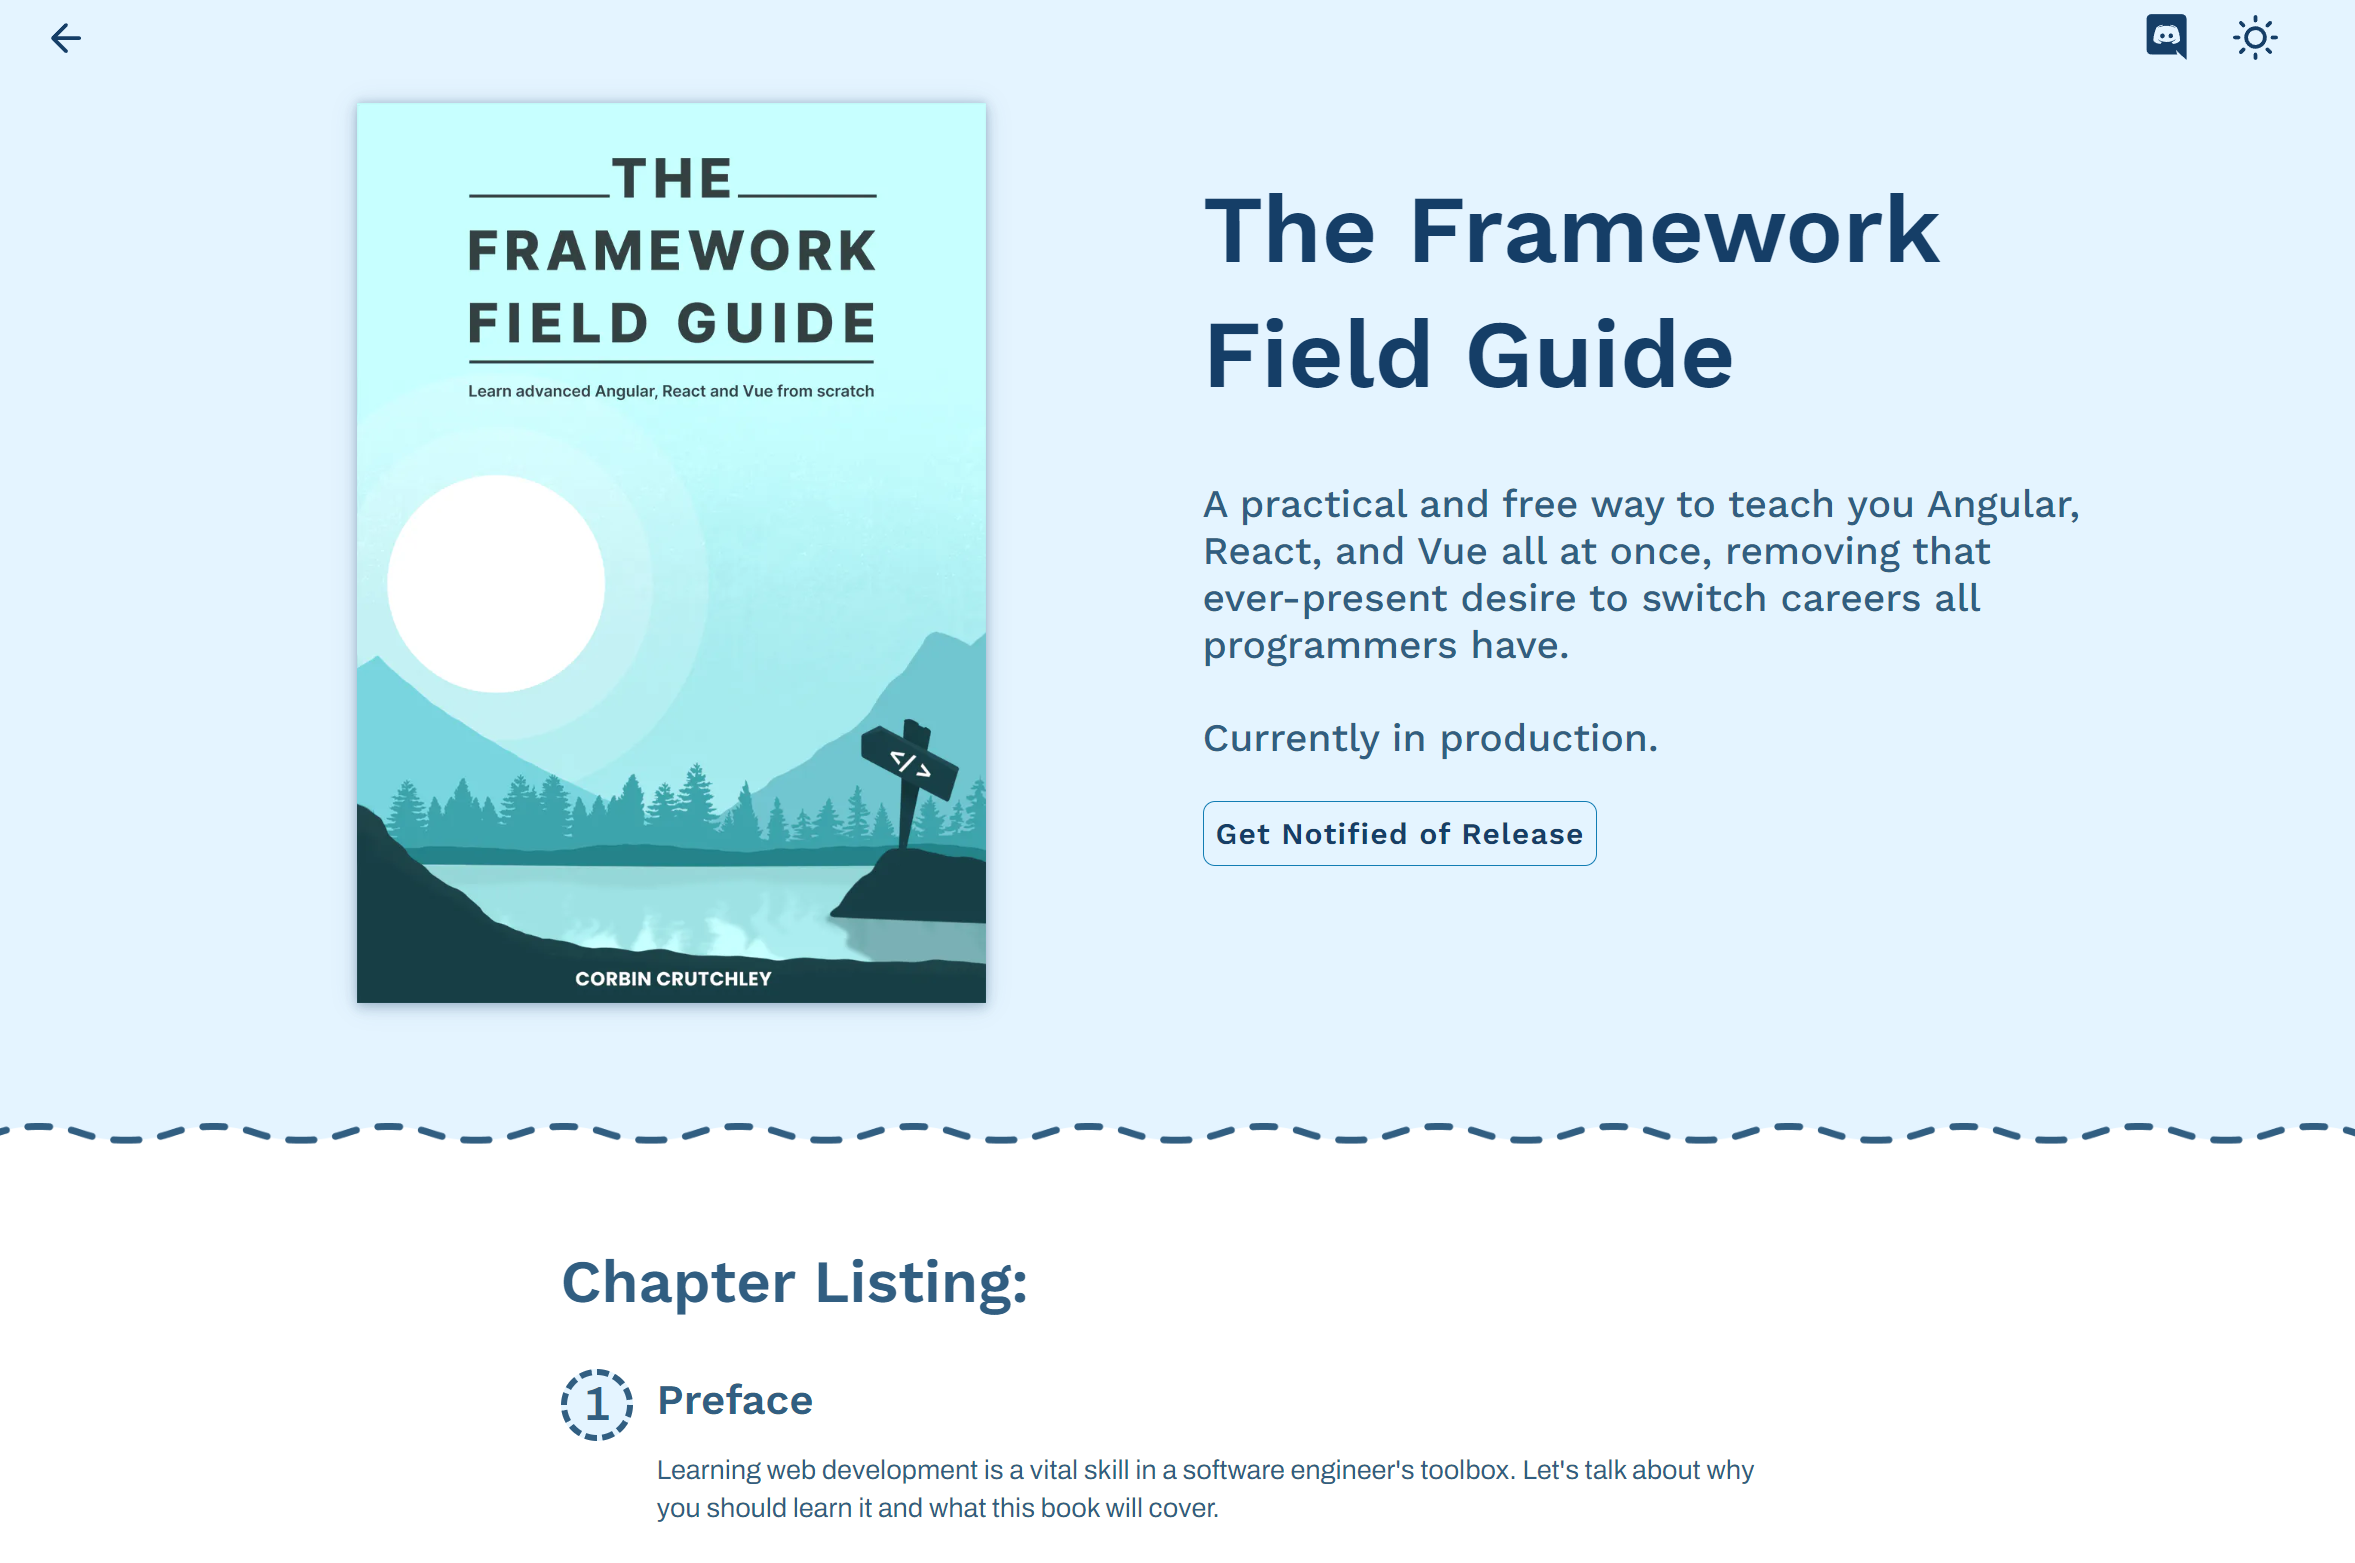 THE
FRAMEWORK
FIELD GUIDE
Learn advanced Angular, React and Vue from scratch
</>
CORBIN CRUTCHLEY
The Framework
Field Guide
A practical and free way to teach you Angular,
React, and Vue all at once, removing that
ever-present desire to switch careers all
programmers have.
Currently in production.
Get Notified of Release
Chapter Listing:
1 Preface
Learning web development is a vital skill in a software engineer's toolbox. Let's talk about why
you should learn it and what this book will cover.